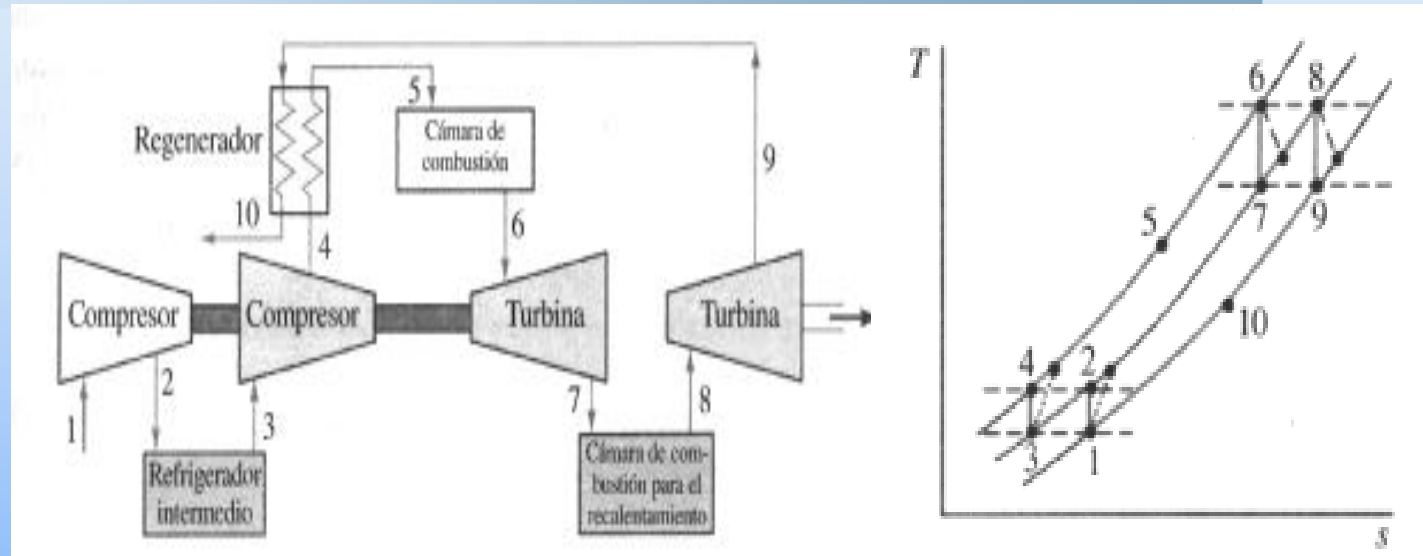 Regenerador
5
Cámara de
combustión
9
10
4
6
Compresor
Compresor
Turbina
Turbina
1
2
3
7
8
Refrigerador
intermedio
Cámara de com-
bustión para el
recalentamiento
T
6
8
5
7
9
10
4
2
3
1
s